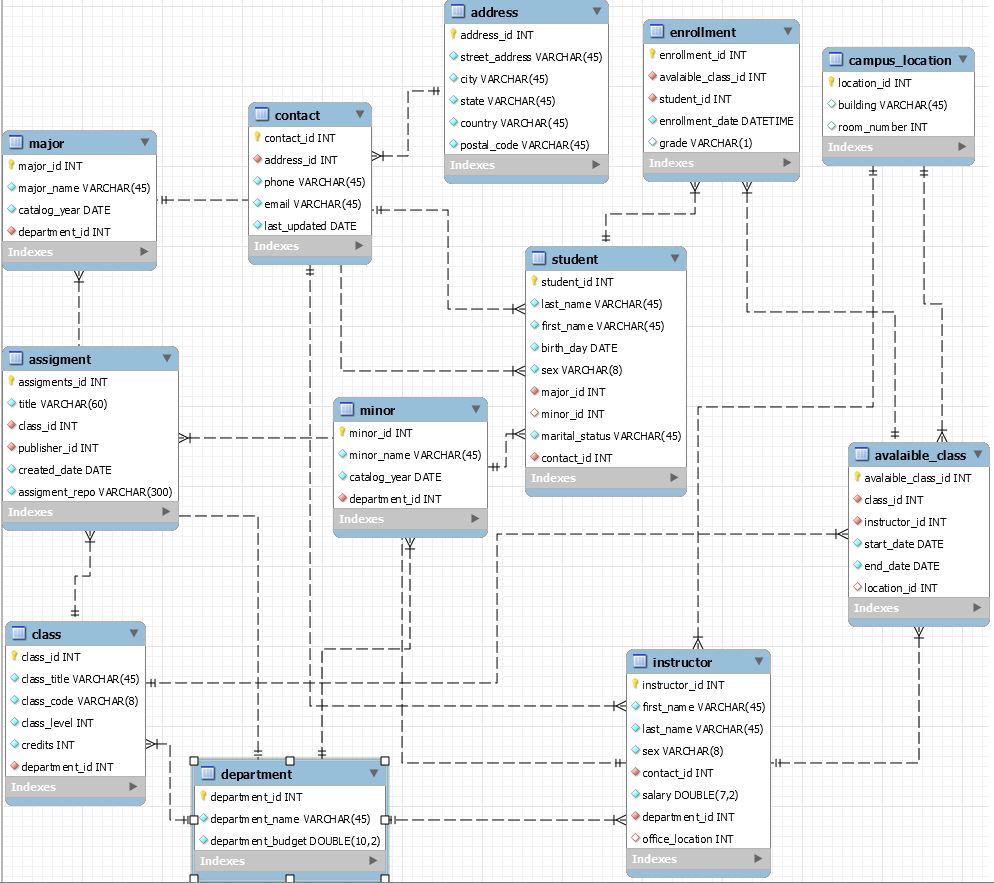 address
address_id INT
street_address VARCHAR(45)
city VARCHAR(45)
state VARCHAR(45)
country VARCHAR(45)
postal_code VARCHAR(45)
Indexes
enrollment
enrollment_id INT
avalaible_class_id INT
student_id INT
enrollment_date DATETIME
grade VARCHAR(1)
Indexes
campus_location
location_id INT
building VARCHAR(45)
room_number INT
Indexes
contact
contact_id INT
address_id INT
phone VARCHAR(45)
email VARCHAR(45)
last_updated DATE
Indexes
major
major_id INT
major_name VARCHAR(45)
catalog_year DATE
department_id INT
Indexes
student
student_id INT
last_name VARCHAR(45)
first_name VARCHAR(45)
birth_day DATE
sex VARCHAR(8)
major_id INT
minor_id INT
marital_status VARCHAR(45)
contact_id INT
Indexes
assigment
assigments_id INT
title VARCHAR(60)
class_id INT
publisher_id INT
created_date DATE
assigment_repo VARCHAR(300)
Indexes
minor
minor_id INT
minor_name VARCHAR(45)
catalog_year DATE
department_id INT
Indexes
avalaible_class
avalaible_class_id INT
class_id INT
instructor_id INT
start_date DATE
end_date DATE
location_id INT
Indexes
class
class_id INT
class_title VARCHAR(45)
class_code VARCHAR(8)
class_level INT
credits INT
department_id INT
Indexes
instructor
instructor_id INT
first_name VARCHAR(45)
last_name VARCHAR(45)
sex VARCHAR(8)
contact_id INT
salary DOUBLE(7,2)
department_id INT
office_location INT
Indexes
department
department_id INT
department_name VARCHAR(45)
department_budget DOUBLE(10,2)
Indexes